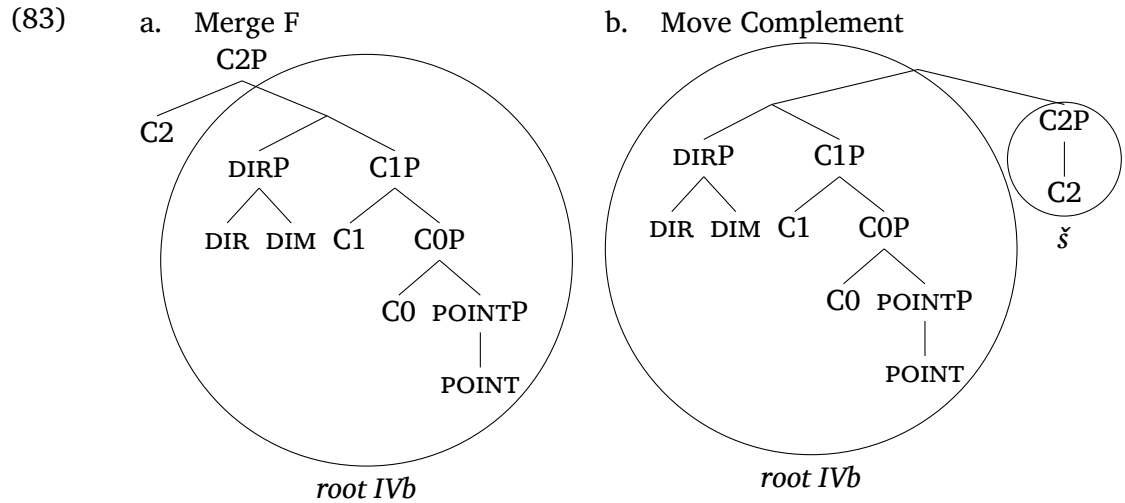 (83) a. Merge F b. Move Complement
C2P
C2P
C2
DIRP C1P DIRP C1P
C2
DIR DIM C1 C0P DIR DIM C1 C0P
š
C0 POINTP C0 POINTP
POINT POINT
root IVb root IVb